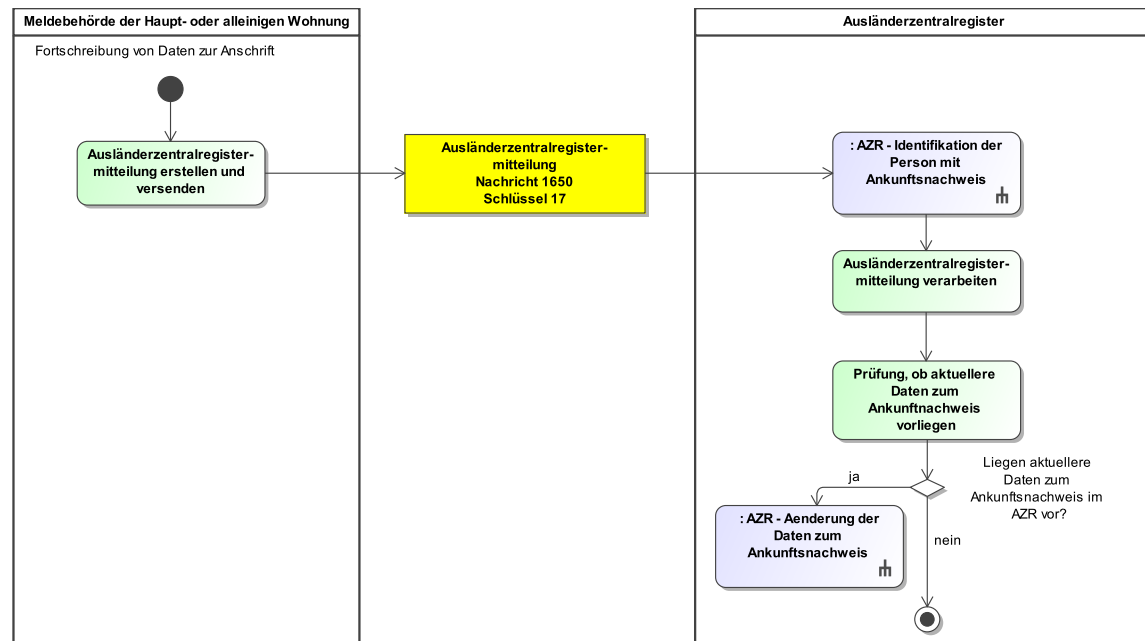 Meldebehörde der Haupt- oder alleinigen Wohnung
Fortschreibung von Daten zur Anschrift
Ausländerzentralregister-
mitteilung erstellen und
versenden
Ausländerzentralregister-
mitteilung
Nachricht 1650
Schlüssel 17
Ausländerzentralregister
: AZR - Identifikation der
Person mit
Ankunftsnachweis
Ausländerzentralregister-
mitteilung verarbeiten
Prüfung, ob aktuellere
Daten zum
Ankunftnachweis
vorliegen
Liegen aktuellere
Daten zum
Ankunftsnachweis im
AZR vor?
ja
: AZR - Aenderung der
Daten zum
Ankunftsnachweis
nein